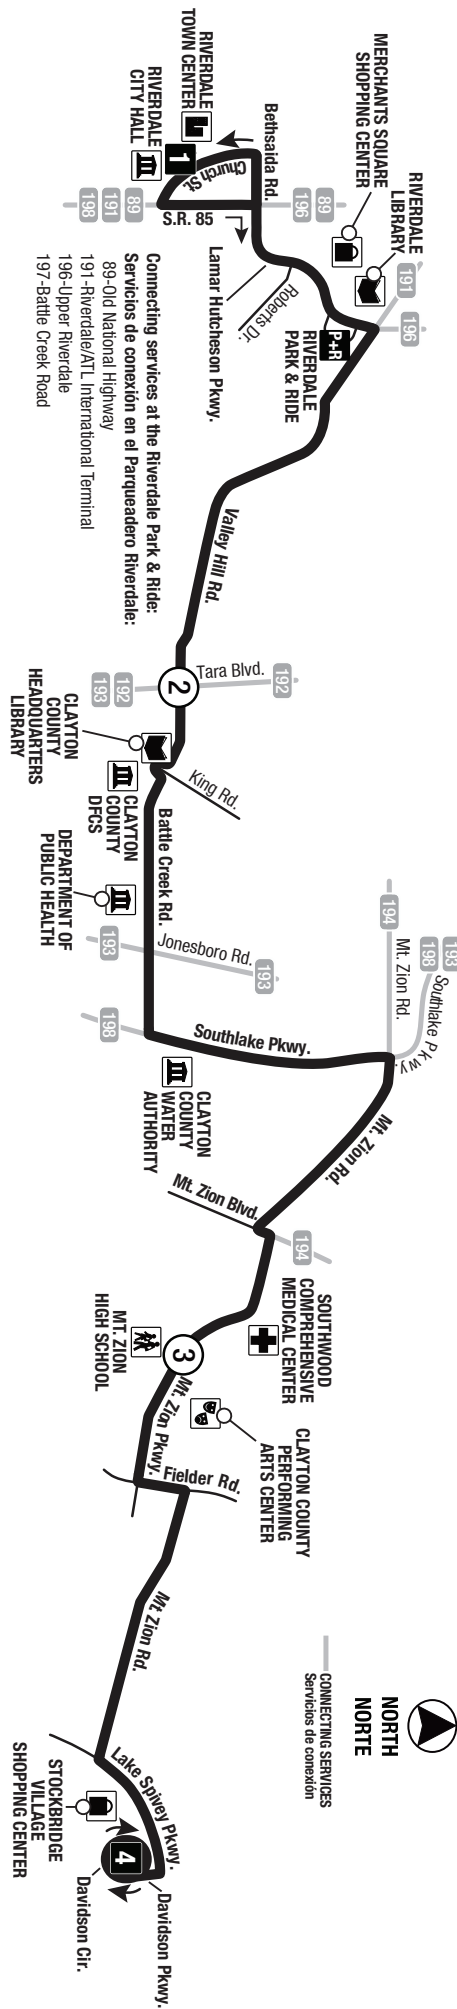 RIVERDALE
TOWN CENTER
RIVERDALE
CITY HALL
1
Church St.
Bethsaida Rd.
S.R. 85
89
191
198
89
196
MERCHANTS SQUARE
SHOPPING CENTER
RIVERDALE
LIBRARY
191
196
Lamar Hutcheson Pkwy.
Roberts Dr.
P+R
RIVERDALE
PARK & RIDE
Connecting services at the Riverdale Park & Ride:
Servicios de conexión en el Parqueadero Riverdale:
89-Old National Highway
191-Riverdale/ATL International Terminal
196-Upper Riverdale
197-Battle Creek Road
Valley Hill Rd.
Tara Blvd.
192
2
192
193
CLAYTON
COUNTY
HEADQUARTERS
LIBRARY
King Rd.
CLAYTON
COUNTY
DFCS
Battle Creek Rd.
DEPARTMENT OF
PUBLIC HEALTH
Jonesboro Rd.
193
193
198
194
Mt. Zion Rd.
193
198
Southlake Pkwy.
Southlake Pkwy.
CLAYTON
COUNTY
WATER
AUTHORITY
Mt. Zion Rd.
Mt. Zion Blvd.
194
SOUTHWOOD
COMPREHENSIVE
MEDICAL CENTER
MT. ZION
HIGH SCHOOL
3
Mt. Zion Pkwy.
CLAYTON COUNTY
PERFORMING
ARTS CENTER
Fielder Rd.
Mt. Zion Rd.
CONNECTING SERVICES
Servicios de conexión
NORTH
NORTE
Lake Spivey Pkwy.
STOCKBRIDGE
VILLAGE
SHOPPING CENTER
4
Davidson Pkwy.
Davidson Cir.